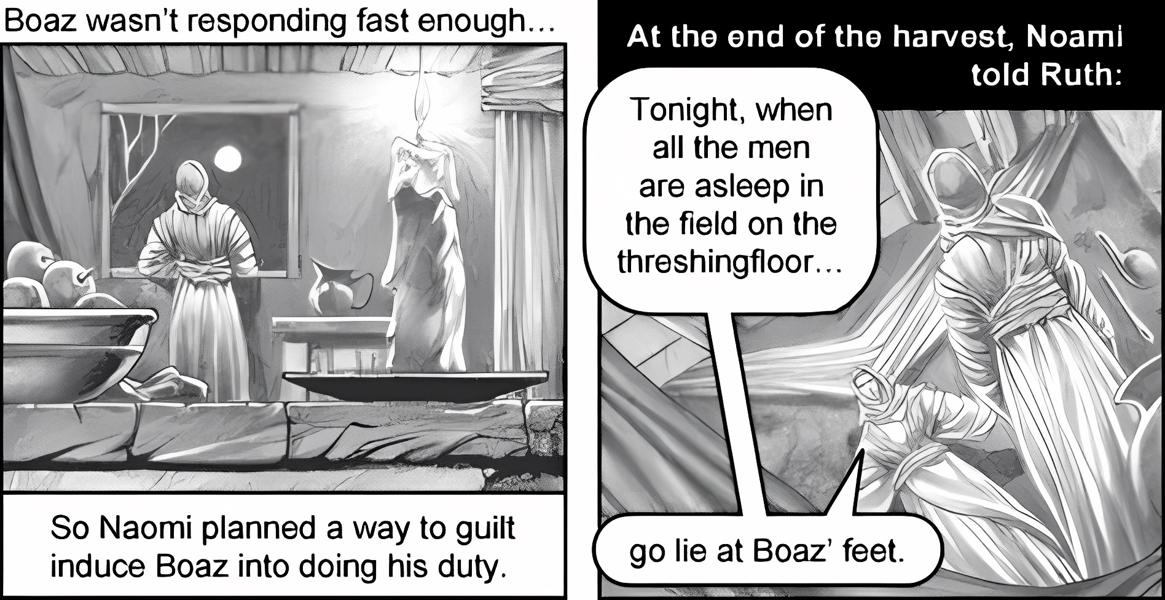 Boaz wasn't responding fast enough...
So Naomi planned a way to guilt
induce Boaz into doing his duty.
At the end of the harvest, Noami
told Ruth:
Tonight, when
all the men
are asleep in
the field on the
threshingfloor...
go lie at Boaz' feet.